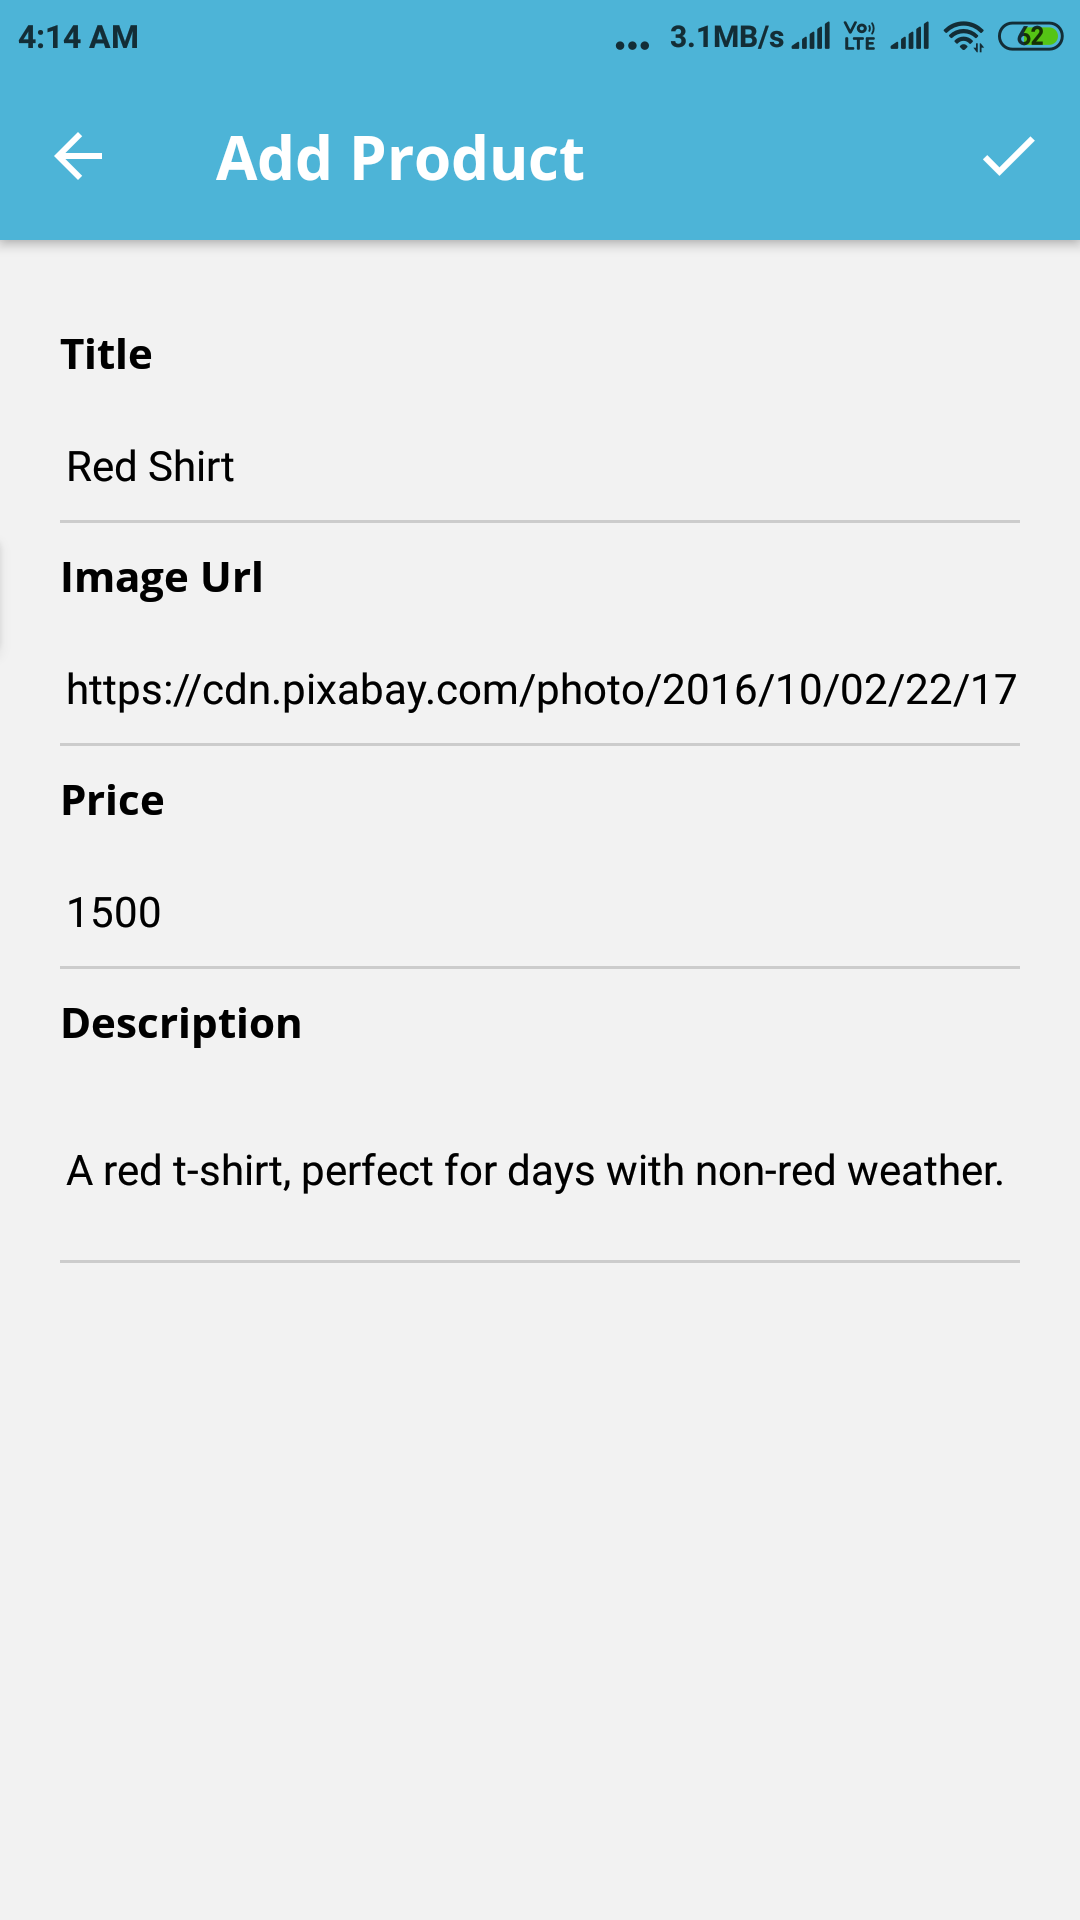 4:14 AM ... 3.1MB/s Vo)) LTE 62
Add Product
Title
Red Shirt
Image Url
https://cdn.pixabay.com/photo/2016/10/02/22/17
Price
1500
Description
A red t-shirt, perfect for days with non-red weather.